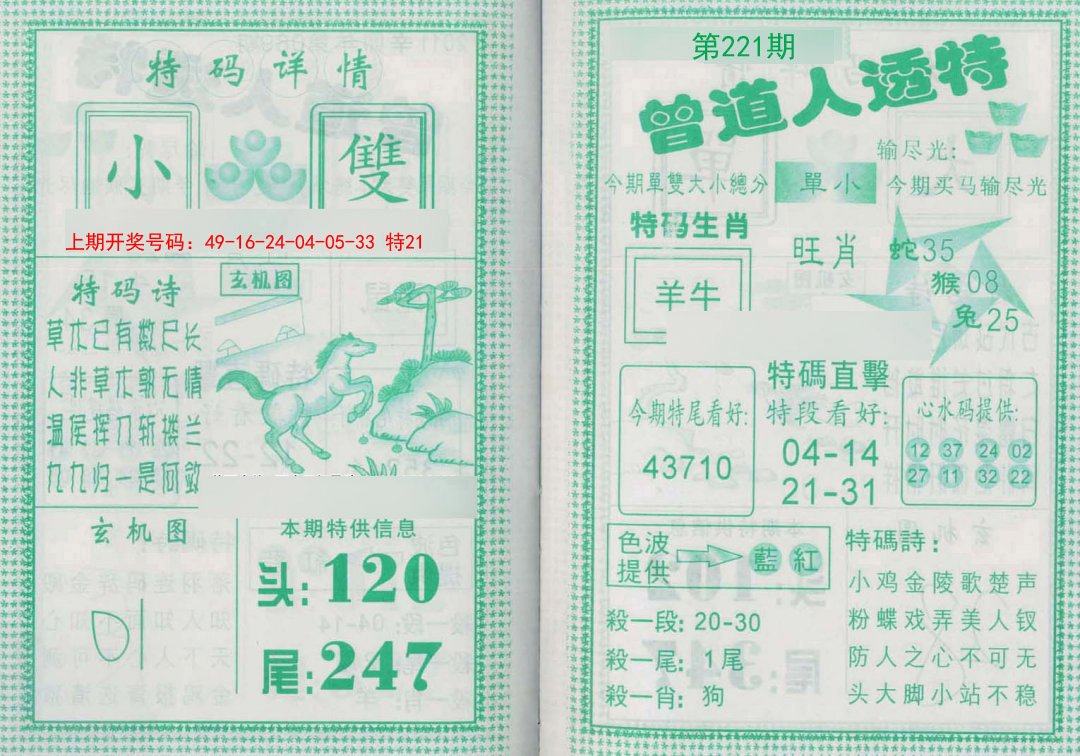 特码详情
小 雙
上期开奖号码：49-16-24-04-05-33 特21
特码诗
草木已有数尺长
人非草木朝无情
温侯挥刀斩楼兰
九九归一是何数
玄机图
玄机图
本期特供信息
头:120
尾:247
第221期
曾道人透特
输尽光:
今期單雙大小總分 單小 今期买马输尽光
特码生肖
羊牛
旺肖
蛇35
猴08
兔25
今期特尾看好:
43710
特碼直擊
特段看好:
04-14
21-31
心水码提供:
12 37 24 02
27 11 32 22
色波提供
藍 紅
殺一段: 20-30
殺一尾: 1尾
殺一肖: 狗
特碼詩：
小鸡金陵歌楚声
粉蝶戏弄美人钗
防人之心不可无
头大脚小站不稳